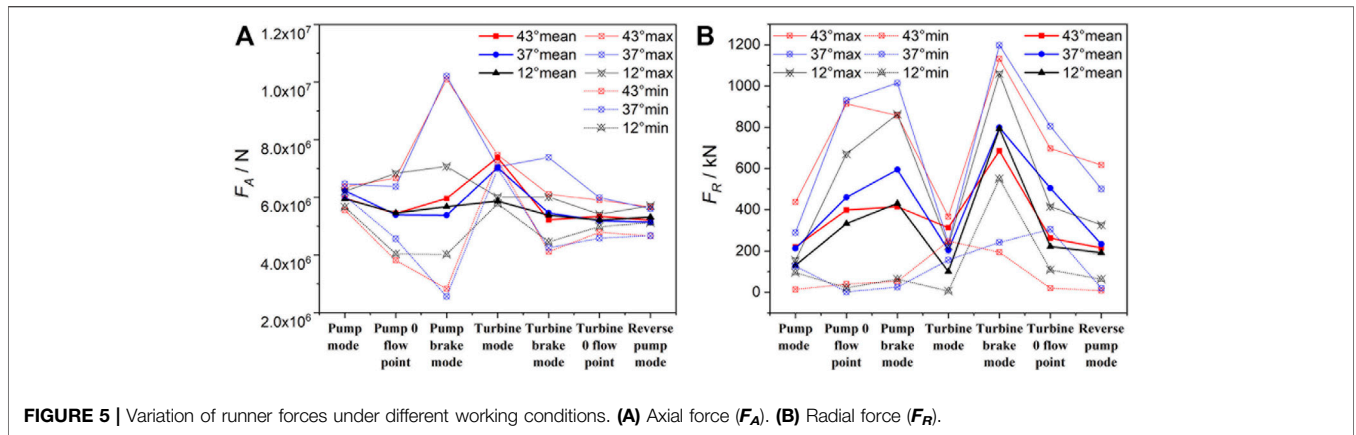 A
F_A / N
1.2x10⁷
1.0x10⁷
8.0x10⁶
6.0x10⁶
4.0x10⁶
2.0x10⁶
43°mean
43°max
37°mean
37°max
12°mean
12°max
43°min
37°min
12°min
Pump mode
Pump 0 flow point
Pump brake mode
Turbine mode
Turbine brake mode
Turbine 0 flow point
Reverse pump mode
B
F_R / kN
1200
1000
800
600
400
200
0
43°max
43°min
43°mean
37°max
37°min
37°mean
12°max
12°min
12°mean
Pump mode
Pump 0 flow point
Pump brake mode
Turbine mode
Turbine brake mode
Turbine 0 flow point
Reverse pump mode
FIGURE 5 | Variation of runner forces under different working conditions. (A) Axial force (F_A). (B) Radial force (F_R).